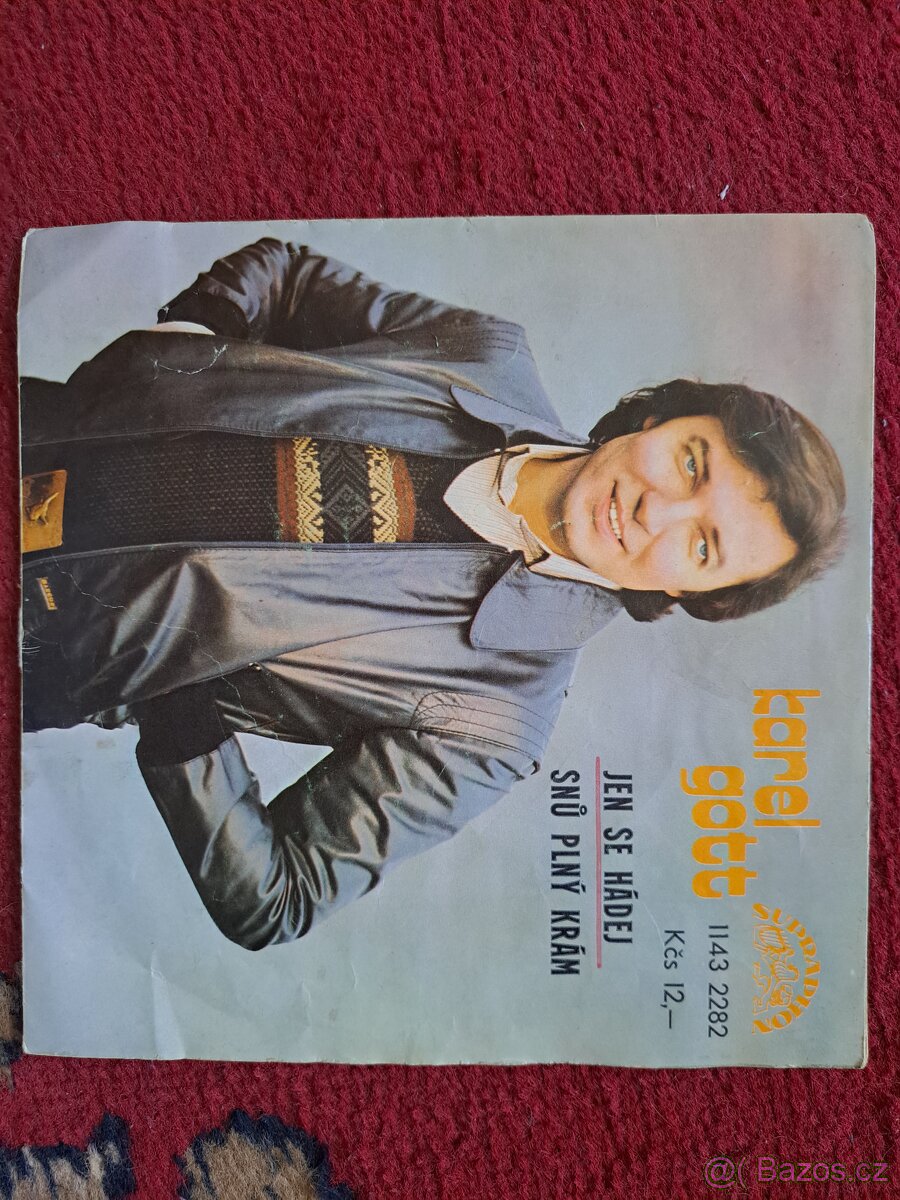 karel
gott
SUPRAPHON
1143 2282
Kčs 12,–
JEN SE HÁDEJ
SNŮ PLNÝ KRÁM
@( Bazos.cz